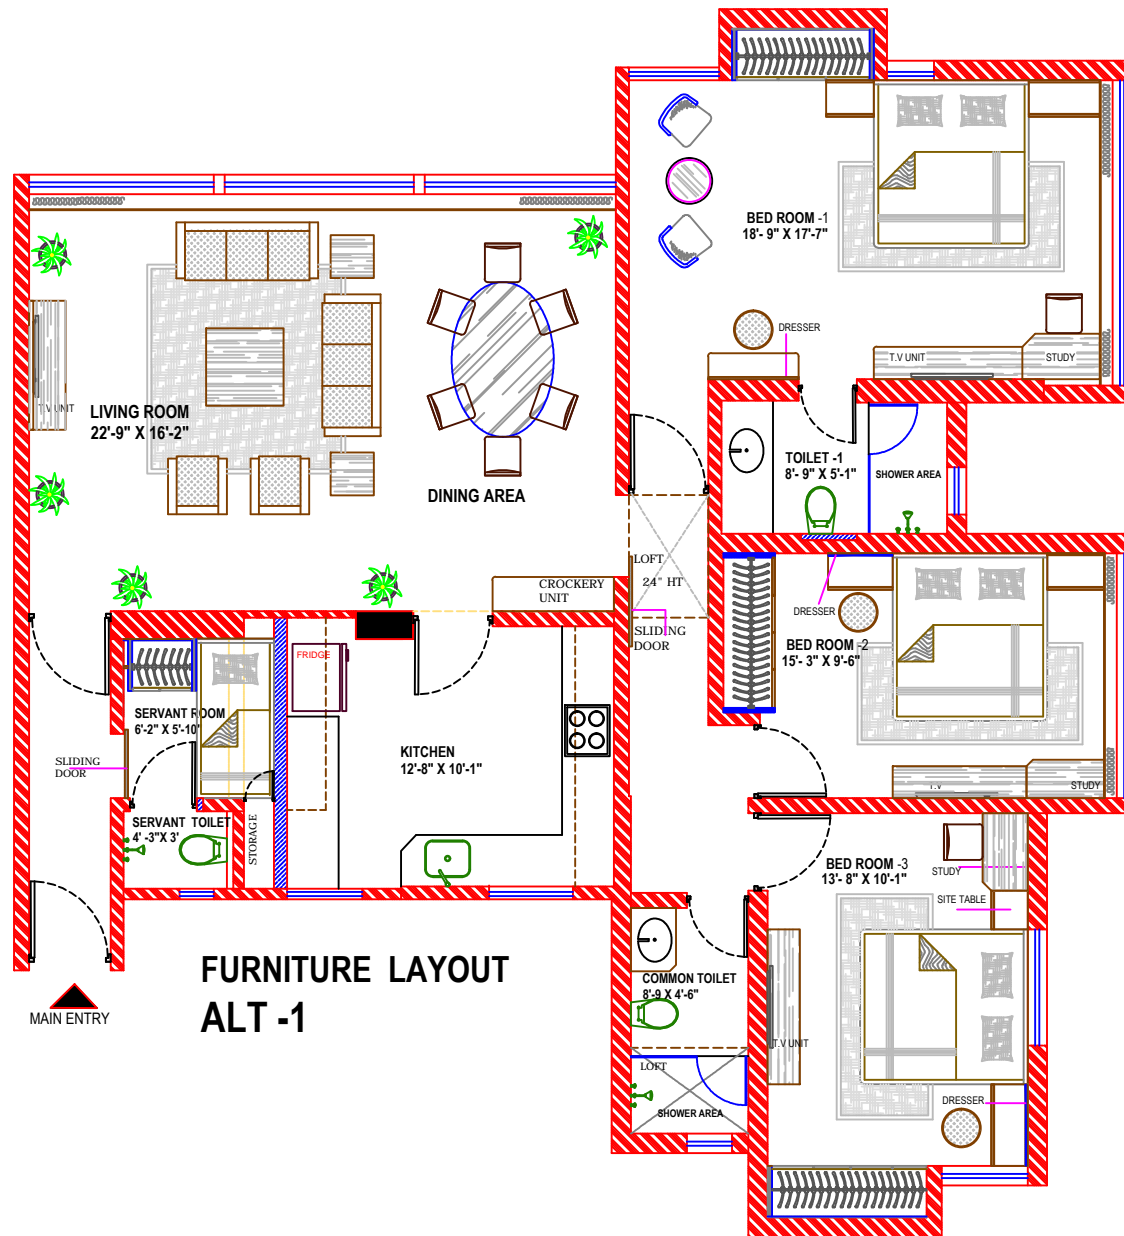 BED ROOM -1
18'- 9" X 17'-7"
DRESSER
T.V UNIT
STUDY
T.V UNIT
LIVING ROOM
22'-9" X 16'-2"
DINING AREA
TOILET -1
8'- 9" X 5'-1"
SHOWER AREA
LOFT
24" HT
CROCKERY
UNIT
SLIDING
DOOR
DRESSER
BED ROOM -2
15'- 3" X 9'-6"
T.V
STUDY
FRIDGE
SERVANT ROOM
6'-2" X 5'-10"
SLIDING
DOOR
KITCHEN
12'-8" X 10'-1"
SERVANT TOILET
4' -3"X 3'
STORAGE
BED ROOM -3
13'- 8" X 10'-1"
STUDY
SITE TABLE
FURNITURE LAYOUT
ALT -1
MAIN ENTRY
COMMON TOILET
8'-9 X 4'-6"
T.V UNIT
LOFT
SHOWER AREA
DRESSER